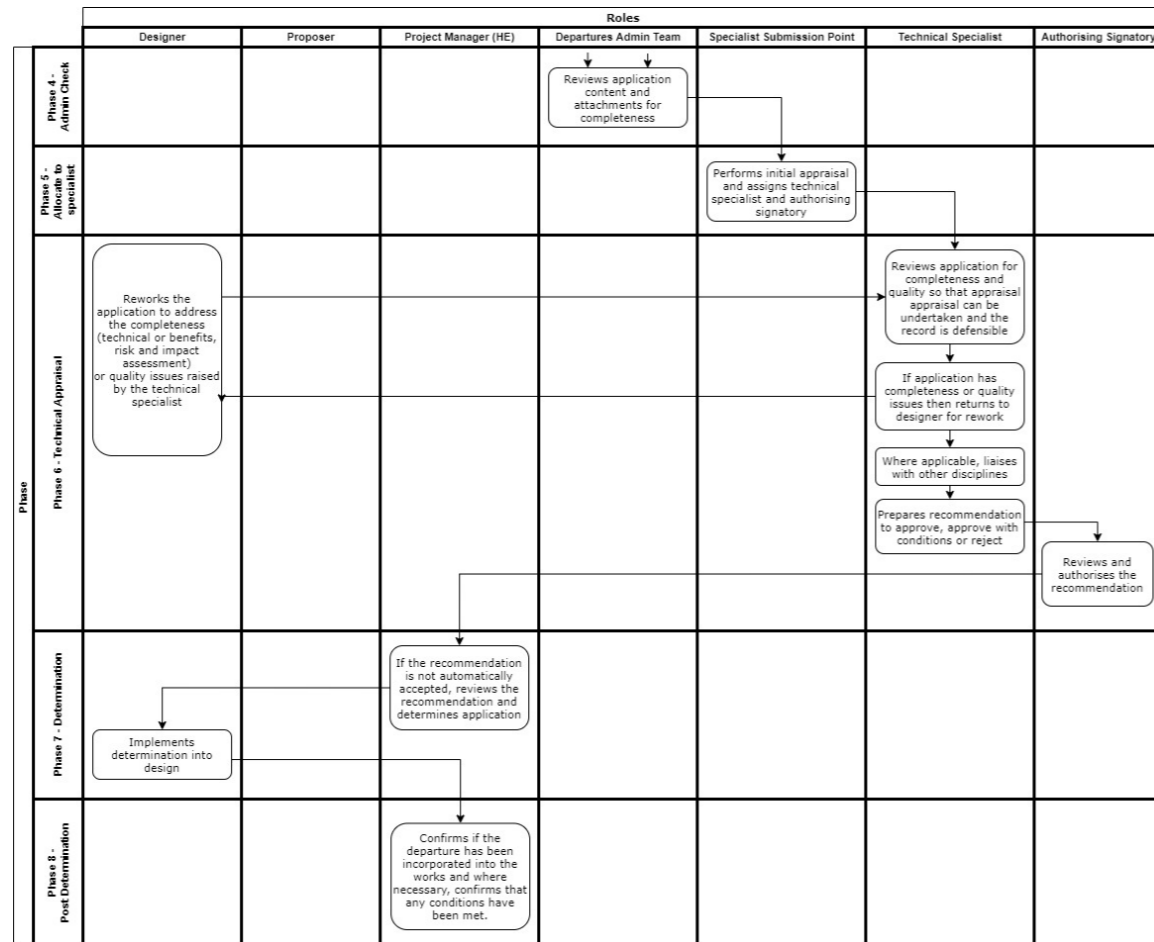 Roles
Designer
Proposer
Project Manager (HE)
Departures Admin Team
Specialist Submission Point
Technical Specialist
Authorising Signatory
Phase
Phase 4 -
Admin Check
Reviews application
content and
attachments for
completeness
Phase 5 -
Allocate to
specialist
Performs initial appraisal
and assigns technical
specialist and authorising
signatory
Phase 6 - Technical Appraisal
Reworks the
application to address
the completeness
(technical or benefits,
risk and impact
assessment)
or quality issues raised
by the technical
specialist
Reviews application for
completeness and
quality so that appraisal
appraisal can be
undertaken and the
record is defensible
If application has
completeness or quality
issues then returns to
designer for rework
Where applicable, liaises
with other disciplines
Prepares recommendation
to approve, approve with
conditions or reject
Reviews and
authorises the
recommendation
Phase 7 - Determination
If the recommendation
is not automatically
accepted, reviews the
recommendation and
determines application
Implements
determination into
design
Phase 8 -
Post Determination
Confirms if the
departure has been
incorporated into the
works and where
necessary, confirms that
any conditions have
been met.